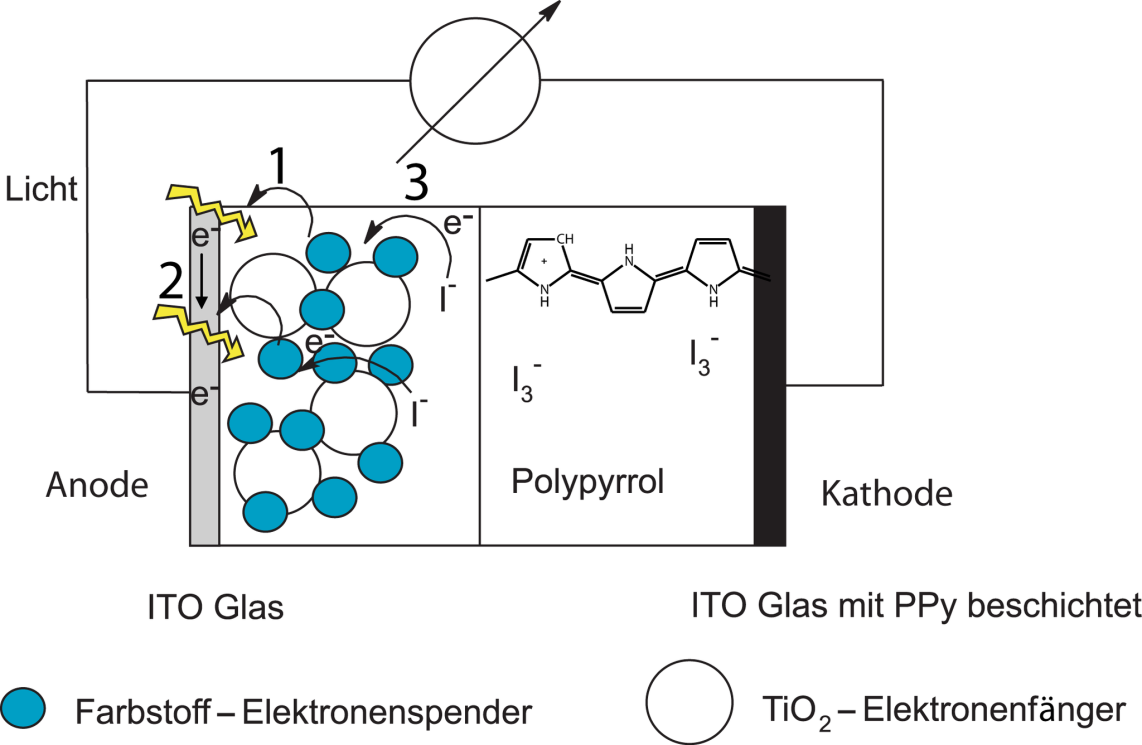 1
3
Licht
e-
e-
CH
+
H
N
N
H
N
H
2
I-
e-
I3-
I3-
e-
I-
Anode
Polypyrrol
Kathode
ITO Glas
ITO Glas mit PPy beschichtet
Farbstoff – Elektronenspender
TiO2 – Elektronenfänger